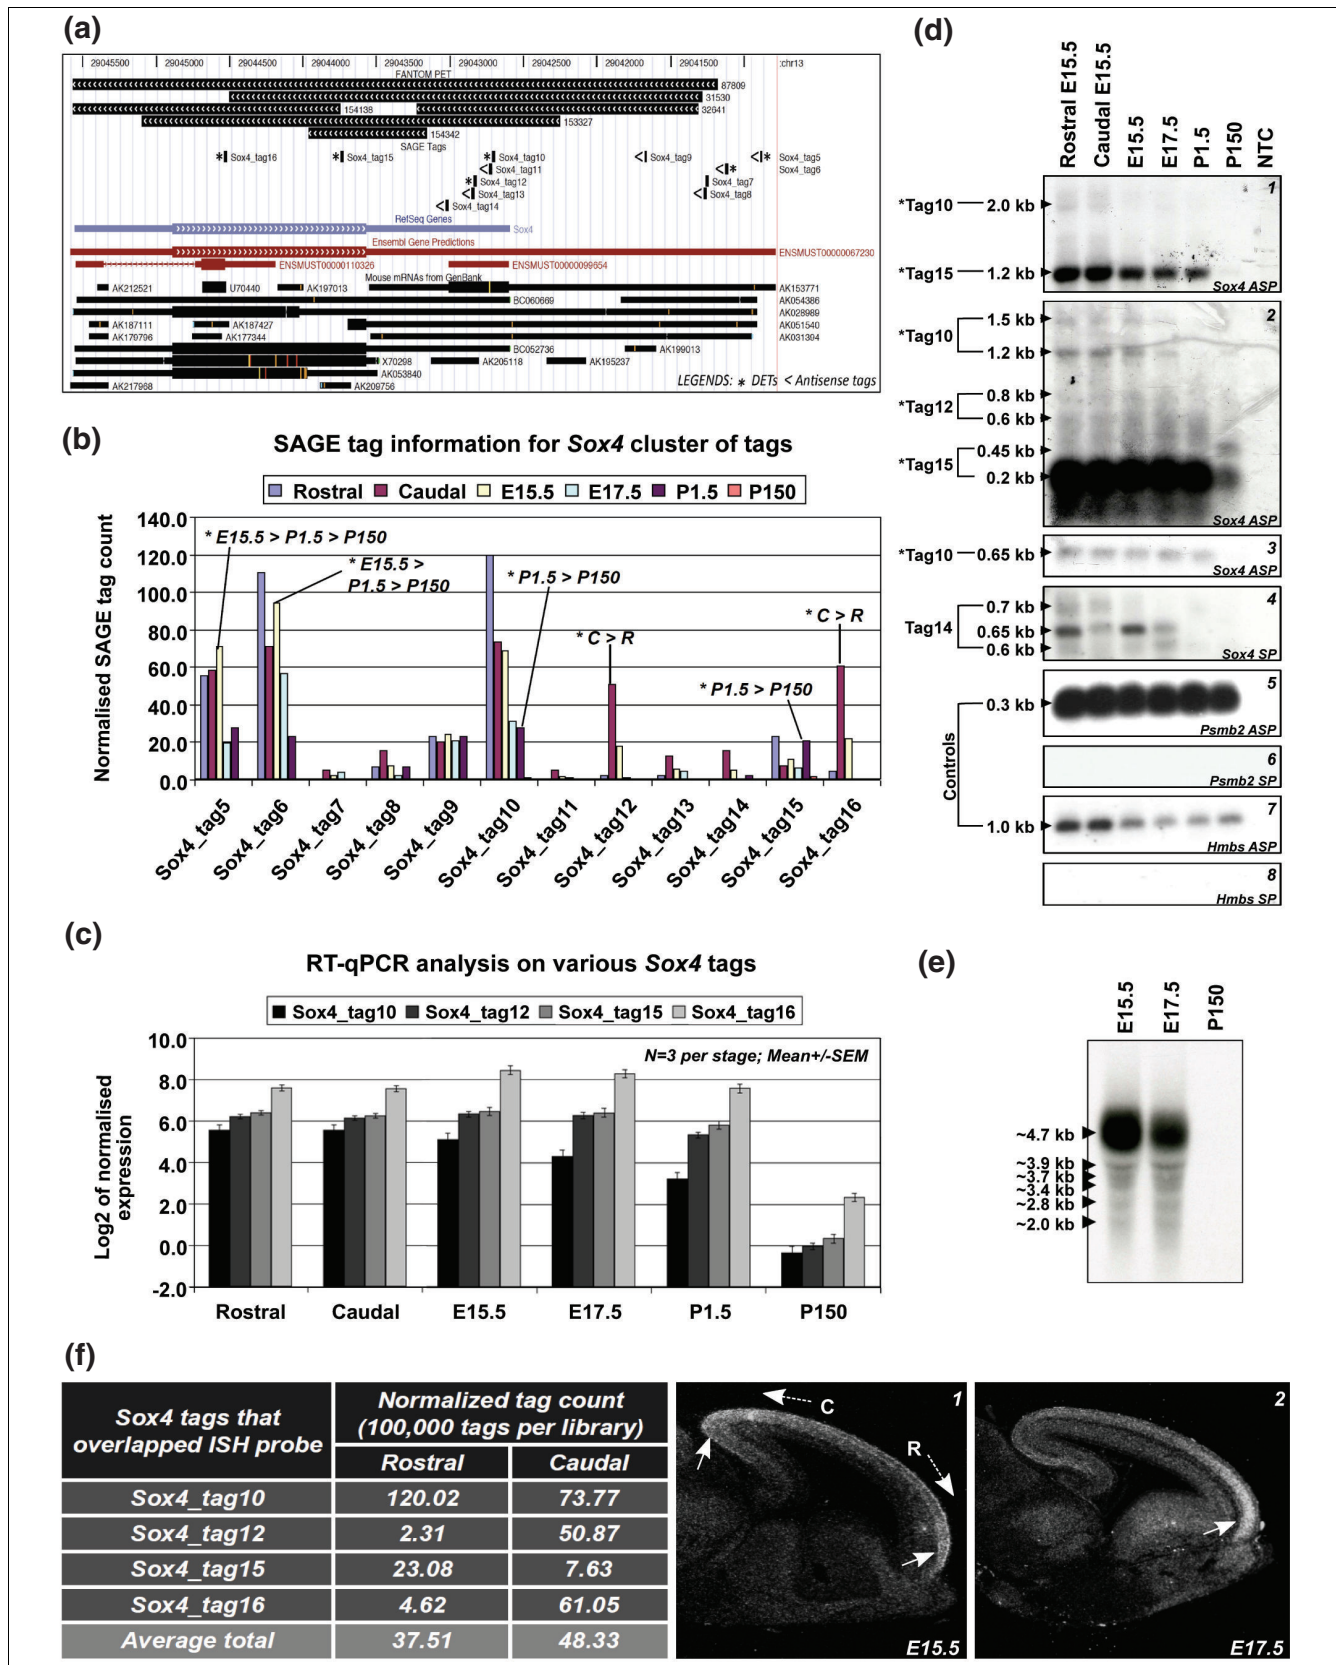 (a)
29045500 29045000 29044500 29044000 29043500 29043000 29042500 29042000 29041500 :chr13
FANTOM PET
87809
31530
154138 32641
153327
154342
SAGE Tags
* Sox4_tag16 * Sox4_tag15 * Sox4_tag10 < Sox4_tag9 < * Sox4_tag5
< Sox4_tag11 < * Sox4_tag6
* Sox4_tag12 Sox4_tag7
< Sox4_tag13 < Sox4_tag8
< Sox4_tag14
RefSeq Genes
Sox4
Ensembl Gene Predictions
ENSMUST00000067230
ENSMUST00000110326 ENSMUST00000099654
Mouse mRNAs from GenBank
AK212521 U70440 AK197013 AK153771
BC060669 AK054386
AK028989
AK187111 AK187427 AK051540
AK179796 AK177344 AK031394
BC052736 AK199013
X70298 AK205118 AK195237
AK053840
AK217968 AK209756
LEGENDS: * DETs < Antisense tags
(b)
SAGE tag information for Sox4 cluster of tags
Rostral Caudal E15.5 E17.5 P1.5 P150
Normalised SAGE tag count
140.0
120.0
100.0
80.0
60.0
40.0
20.0
0.0
* E15.5 > P1.5 > P150
* E15.5 >
P1.5 > P150
* P1.5 > P150
* C > R
* C > R
* P1.5 > P150
Sox4_tag5 Sox4_tag6 Sox4_tag7 Sox4_tag8 Sox4_tag9 Sox4_tag10 Sox4_tag11 Sox4_tag12 Sox4_tag13 Sox4_tag14 Sox4_tag15 Sox4_tag16
(c)
RT-qPCR analysis on various Sox4 tags
Sox4_tag10 Sox4_tag12 Sox4_tag15 Sox4_tag16
N=3 per stage; Mean+/-SEM
Log2 of normalised
expression
10.0
8.0
6.0
4.0
2.0
0.0
-2.0
Rostral Caudal E15.5 E17.5 P1.5 P150
(d)
Rostral E15.5 Caudal E15.5 E15.5 E17.5 P1.5 P150 NTC
1
*Tag10 2.0 kb
*Tag15 1.2 kb
Sox4 ASP
2
1.5 kb
*Tag10
1.2 kb
0.8 kb
*Tag12
0.6 kb
0.45 kb
*Tag15
0.2 kb
Sox4 ASP
3
*Tag10 0.65 kb
Sox4 ASP
4
0.7 kb
Tag14 0.65 kb
0.6 kb
Sox4 SP
5
0.3 kb
Psmb2 ASP
Controls
6
Psmb2 SP
7
1.0 kb
Hmbs ASP
8
Hmbs SP
(e)
E15.5 E17.5 P150
~4.7 kb
~3.9 kb
~3.7 kb
~3.4 kb
~2.8 kb
~2.0 kb
(f)
Sox4 tags that
overlapped ISH probe
Normalized tag count
(100,000 tags per library)
Rostral Caudal
Sox4_tag10 120.02 73.77
Sox4_tag12 2.31 50.87
Sox4_tag15 23.08 7.63
Sox4_tag16 4.62 61.05
Average total 37.51 48.33
1
C
R
E15.5
2
E17.5